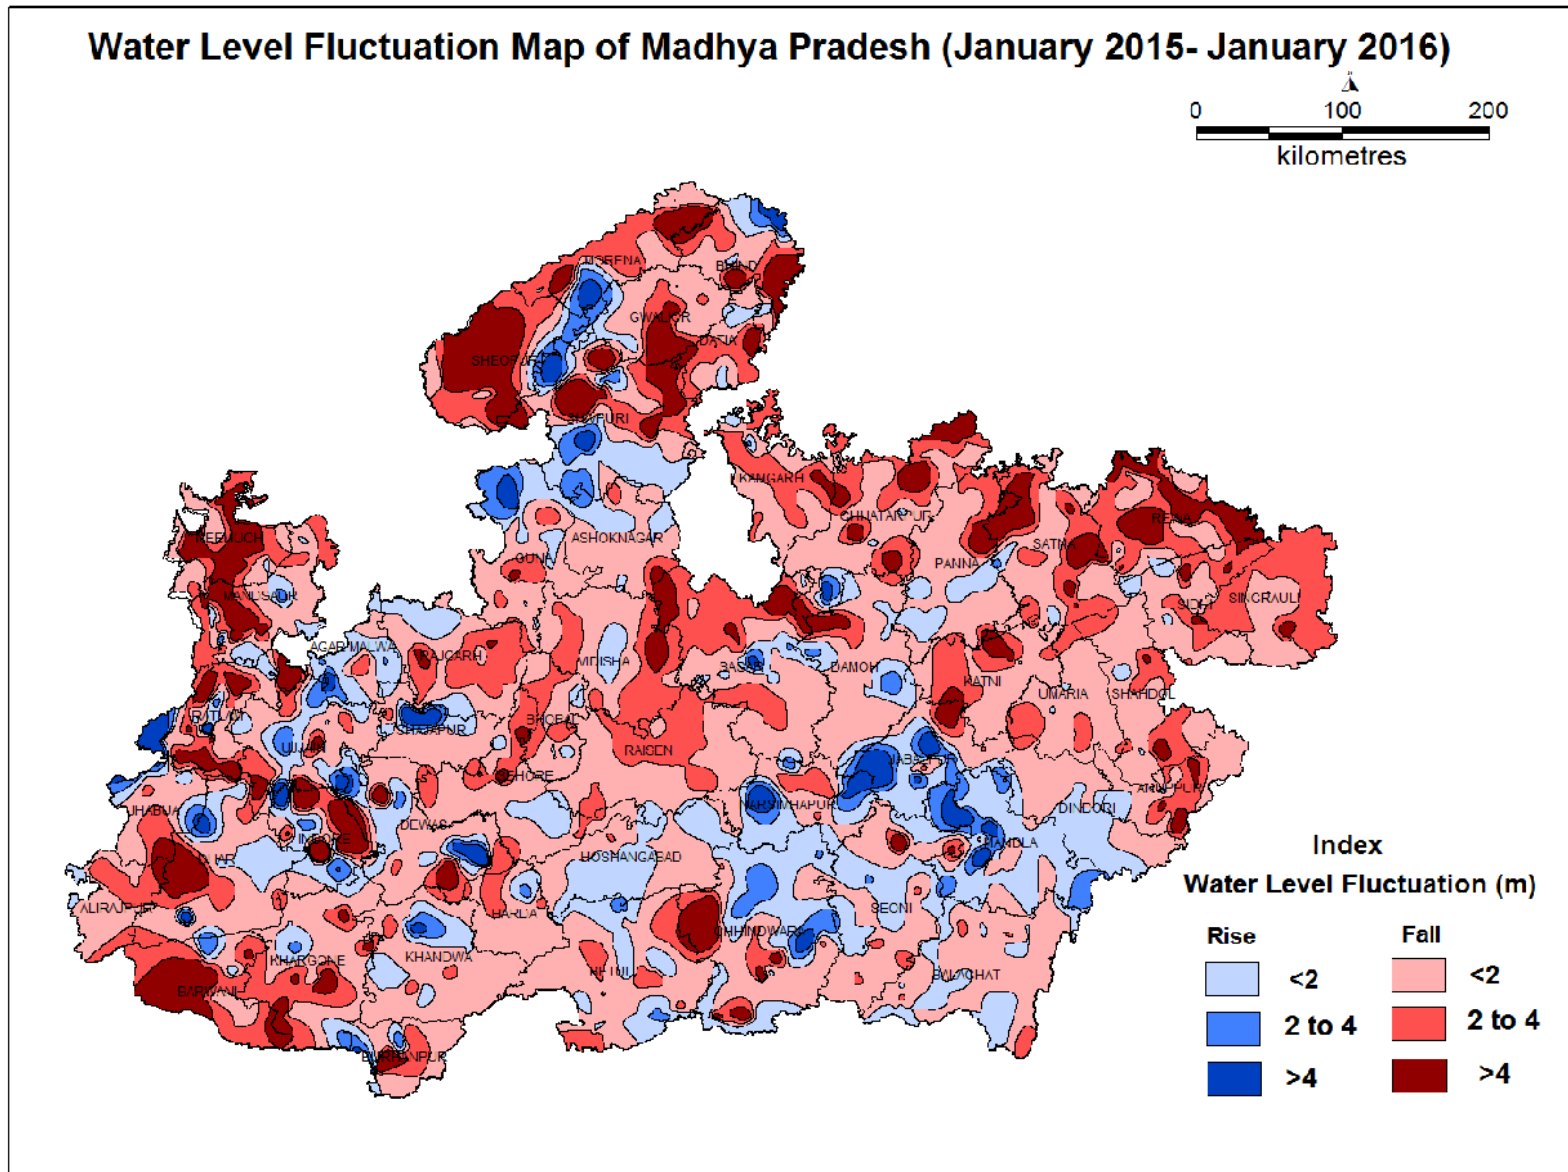 Water Level Fluctuation Map of Madhya Pradesh (January 2015- January 2016)
0 100 200
kilometres
MORENA
BHIND
GWALIOR
DATIA
SHEOPUR
SHIVPURI
TIKAMGARH
CHHATARPUR
REWA
NEEMUCH
ASHOKNAGAR
SATNA
GUNA
PANNA
MANDSAUR
SIDHI
SINGRAULI
AGAR MALWA
RAJGARH
VIDISHA
SAGAR
DAMOH
KATNI
UMARIA
SHAHDOL
RATLAM
SHAJAPUR
BHOPAL
UJJAIN
RAISEN
JABALPUR
SEHORE
ANUPPUR
JHABUA
NARSIMHAPUR
DINDORI
DEWAS
INDORE
MANDLA
DHAR
HOSHANGABAD
ALIRAJPUR
HARDA
SEONI
CHHINDWARA
KHARGONE
KHANDWA
BETUL
BALAGHAT
BARWANI
BURHANPUR
Index
Water Level Fluctuation (m)
Rise Fall
<2 <2
2 to 4 2 to 4
>4 >4